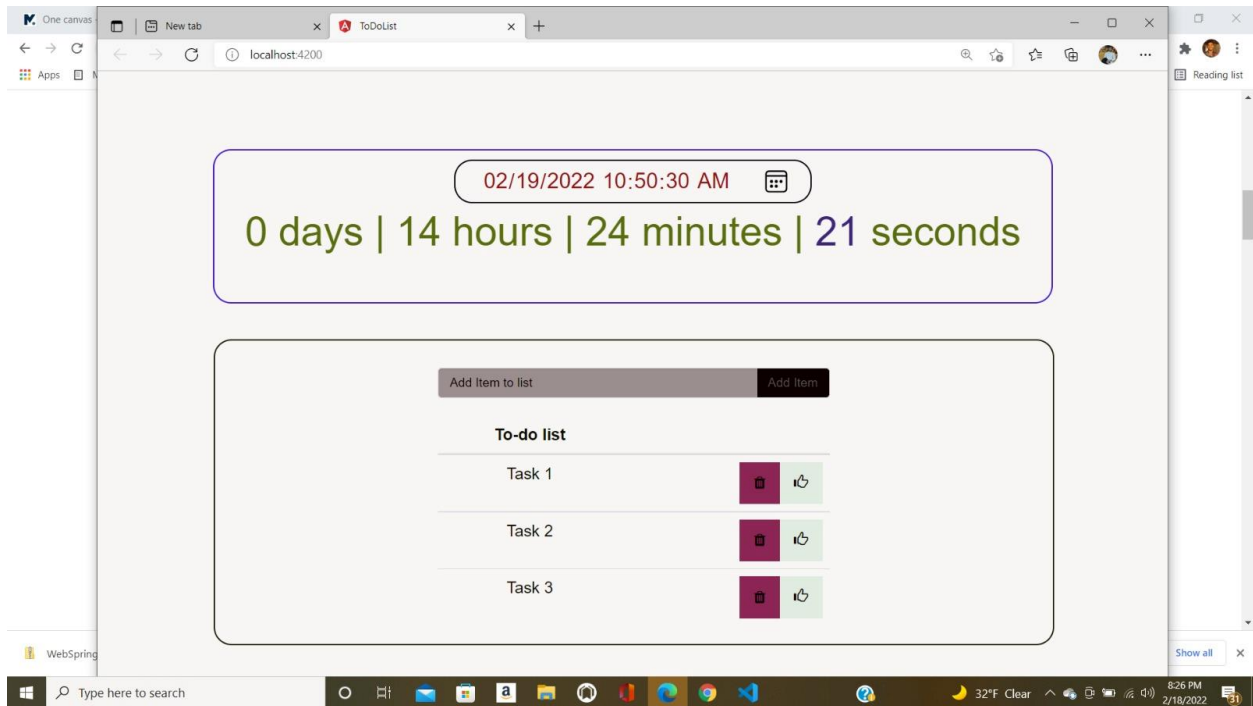 One canvas
New tab
ToDoList
localhost:4200
Apps
Reading list
02/19/2022 10:50:30 AM
0 days | 14 hours | 24 minutes | 21 seconds
Add Item to list
Add Item
To-do list
Task 1
Task 2
Task 3
WebSpring
Show all
Type here to search
a
32°F Clear
8:26 PM
2/18/2022
31